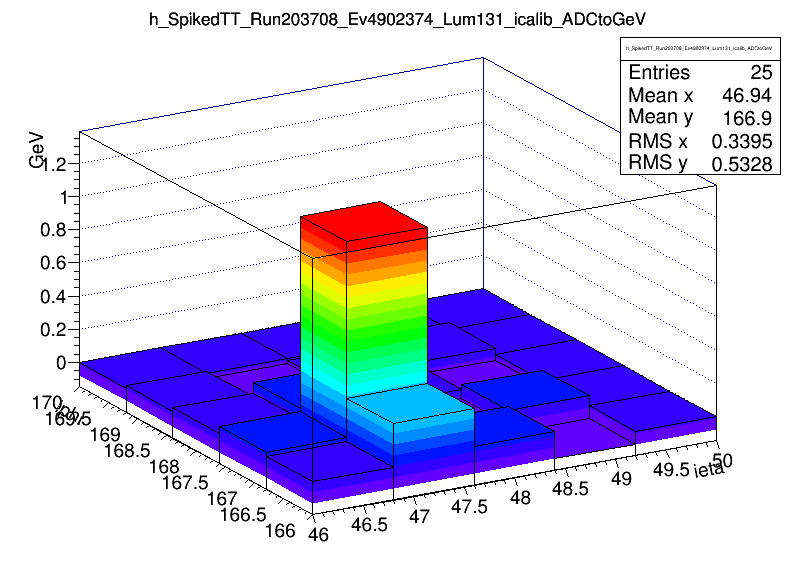 h_SpikedTT_Run203708_Ev4902374_Lum131_icalib_ADCtoGeV
h_SpikedTT_Run203708_Ev4902374_Lum131_icalib_ADCtoGeV
Entries 25
Mean x 46.94
Mean y 166.9
RMS x 0.3395
RMS y 0.5328
GeV
1.2
1
0.8
0.6
0.4
0.2
0
170
169.5
169
168.5
168
167.5
167
166.5
166
iphi
46
46.5
47
47.5
48
48.5
49
49.5
50
ieta